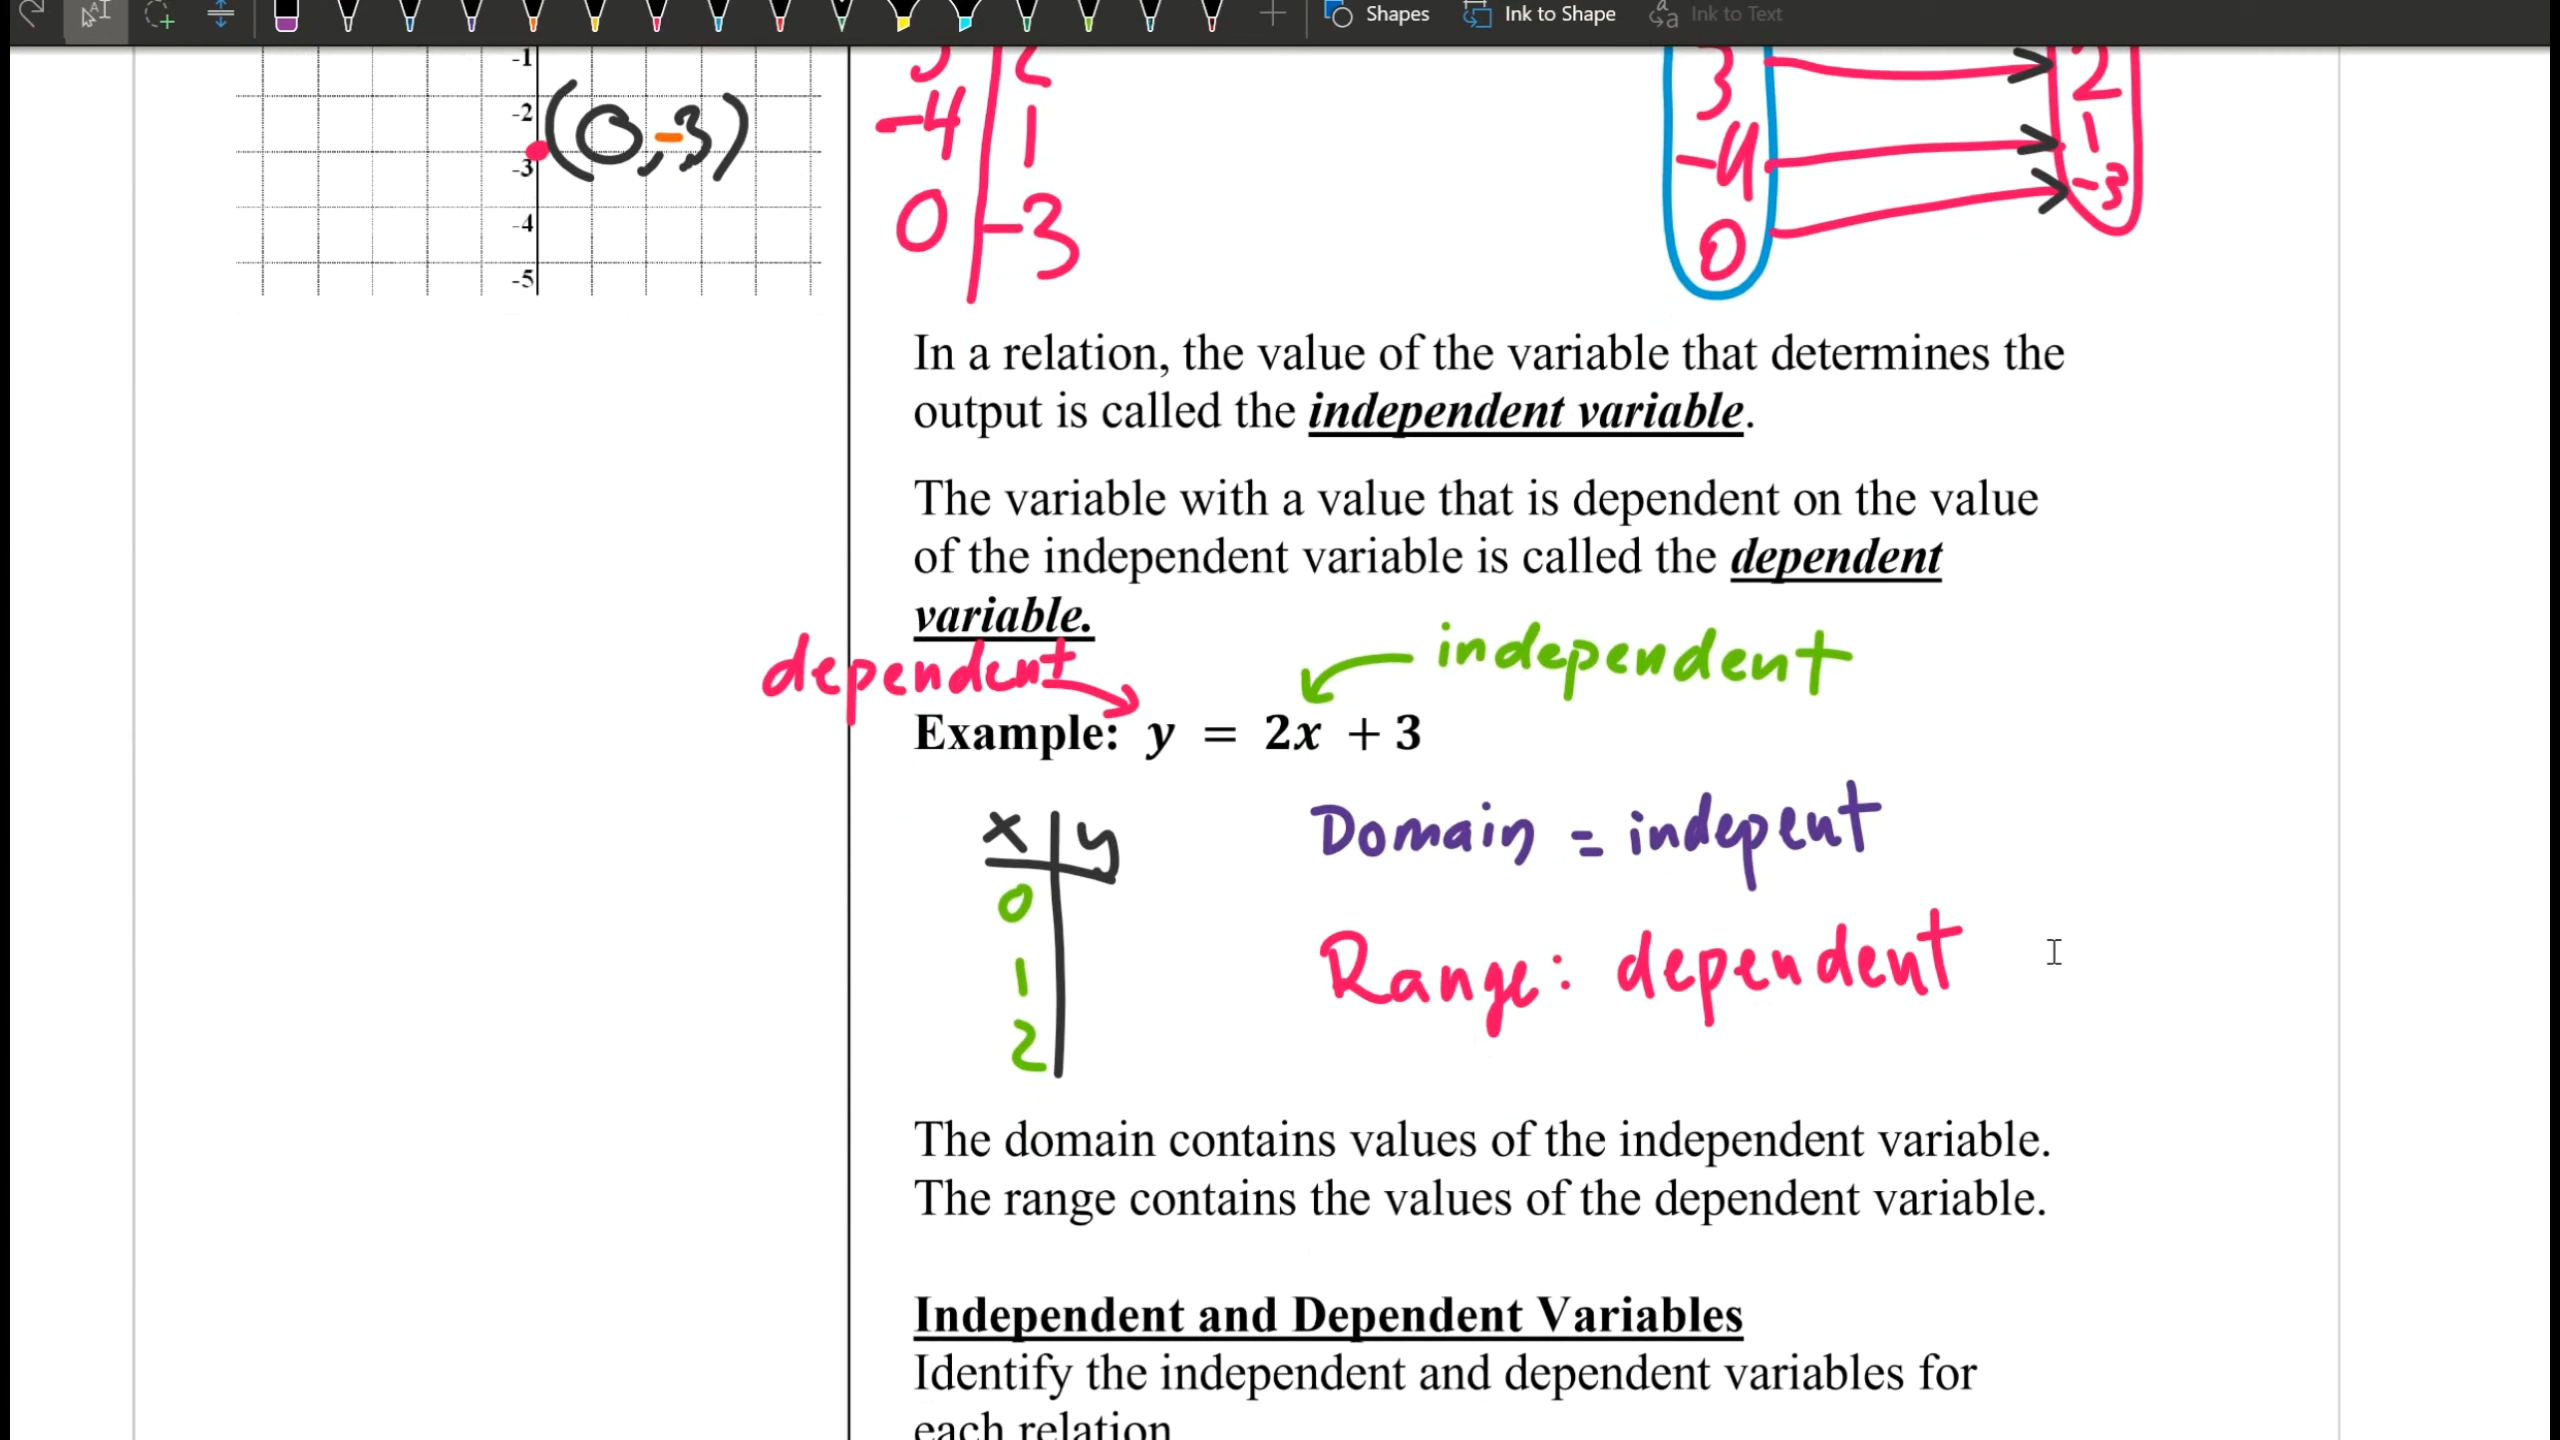 Shapes
Ink to Shape
Ink to Text
-1
-2
-3
-4
-5
(0,-3)
3 2
-4 1
0 -3
3 2
-4 1
0 -3
In a relation, the value of the variable that determines the
output is called the independent variable.
The variable with a value that is dependent on the value
of the independent variable is called the dependent
variable.
dependent
independent
Example: y = 2x + 3
x y
0
1
2
Domain = indepent
Range: dependent
The domain contains values of the independent variable.
The range contains the values of the dependent variable.
Independent and Dependent Variables
Identify the independent and dependent variables for
each relation